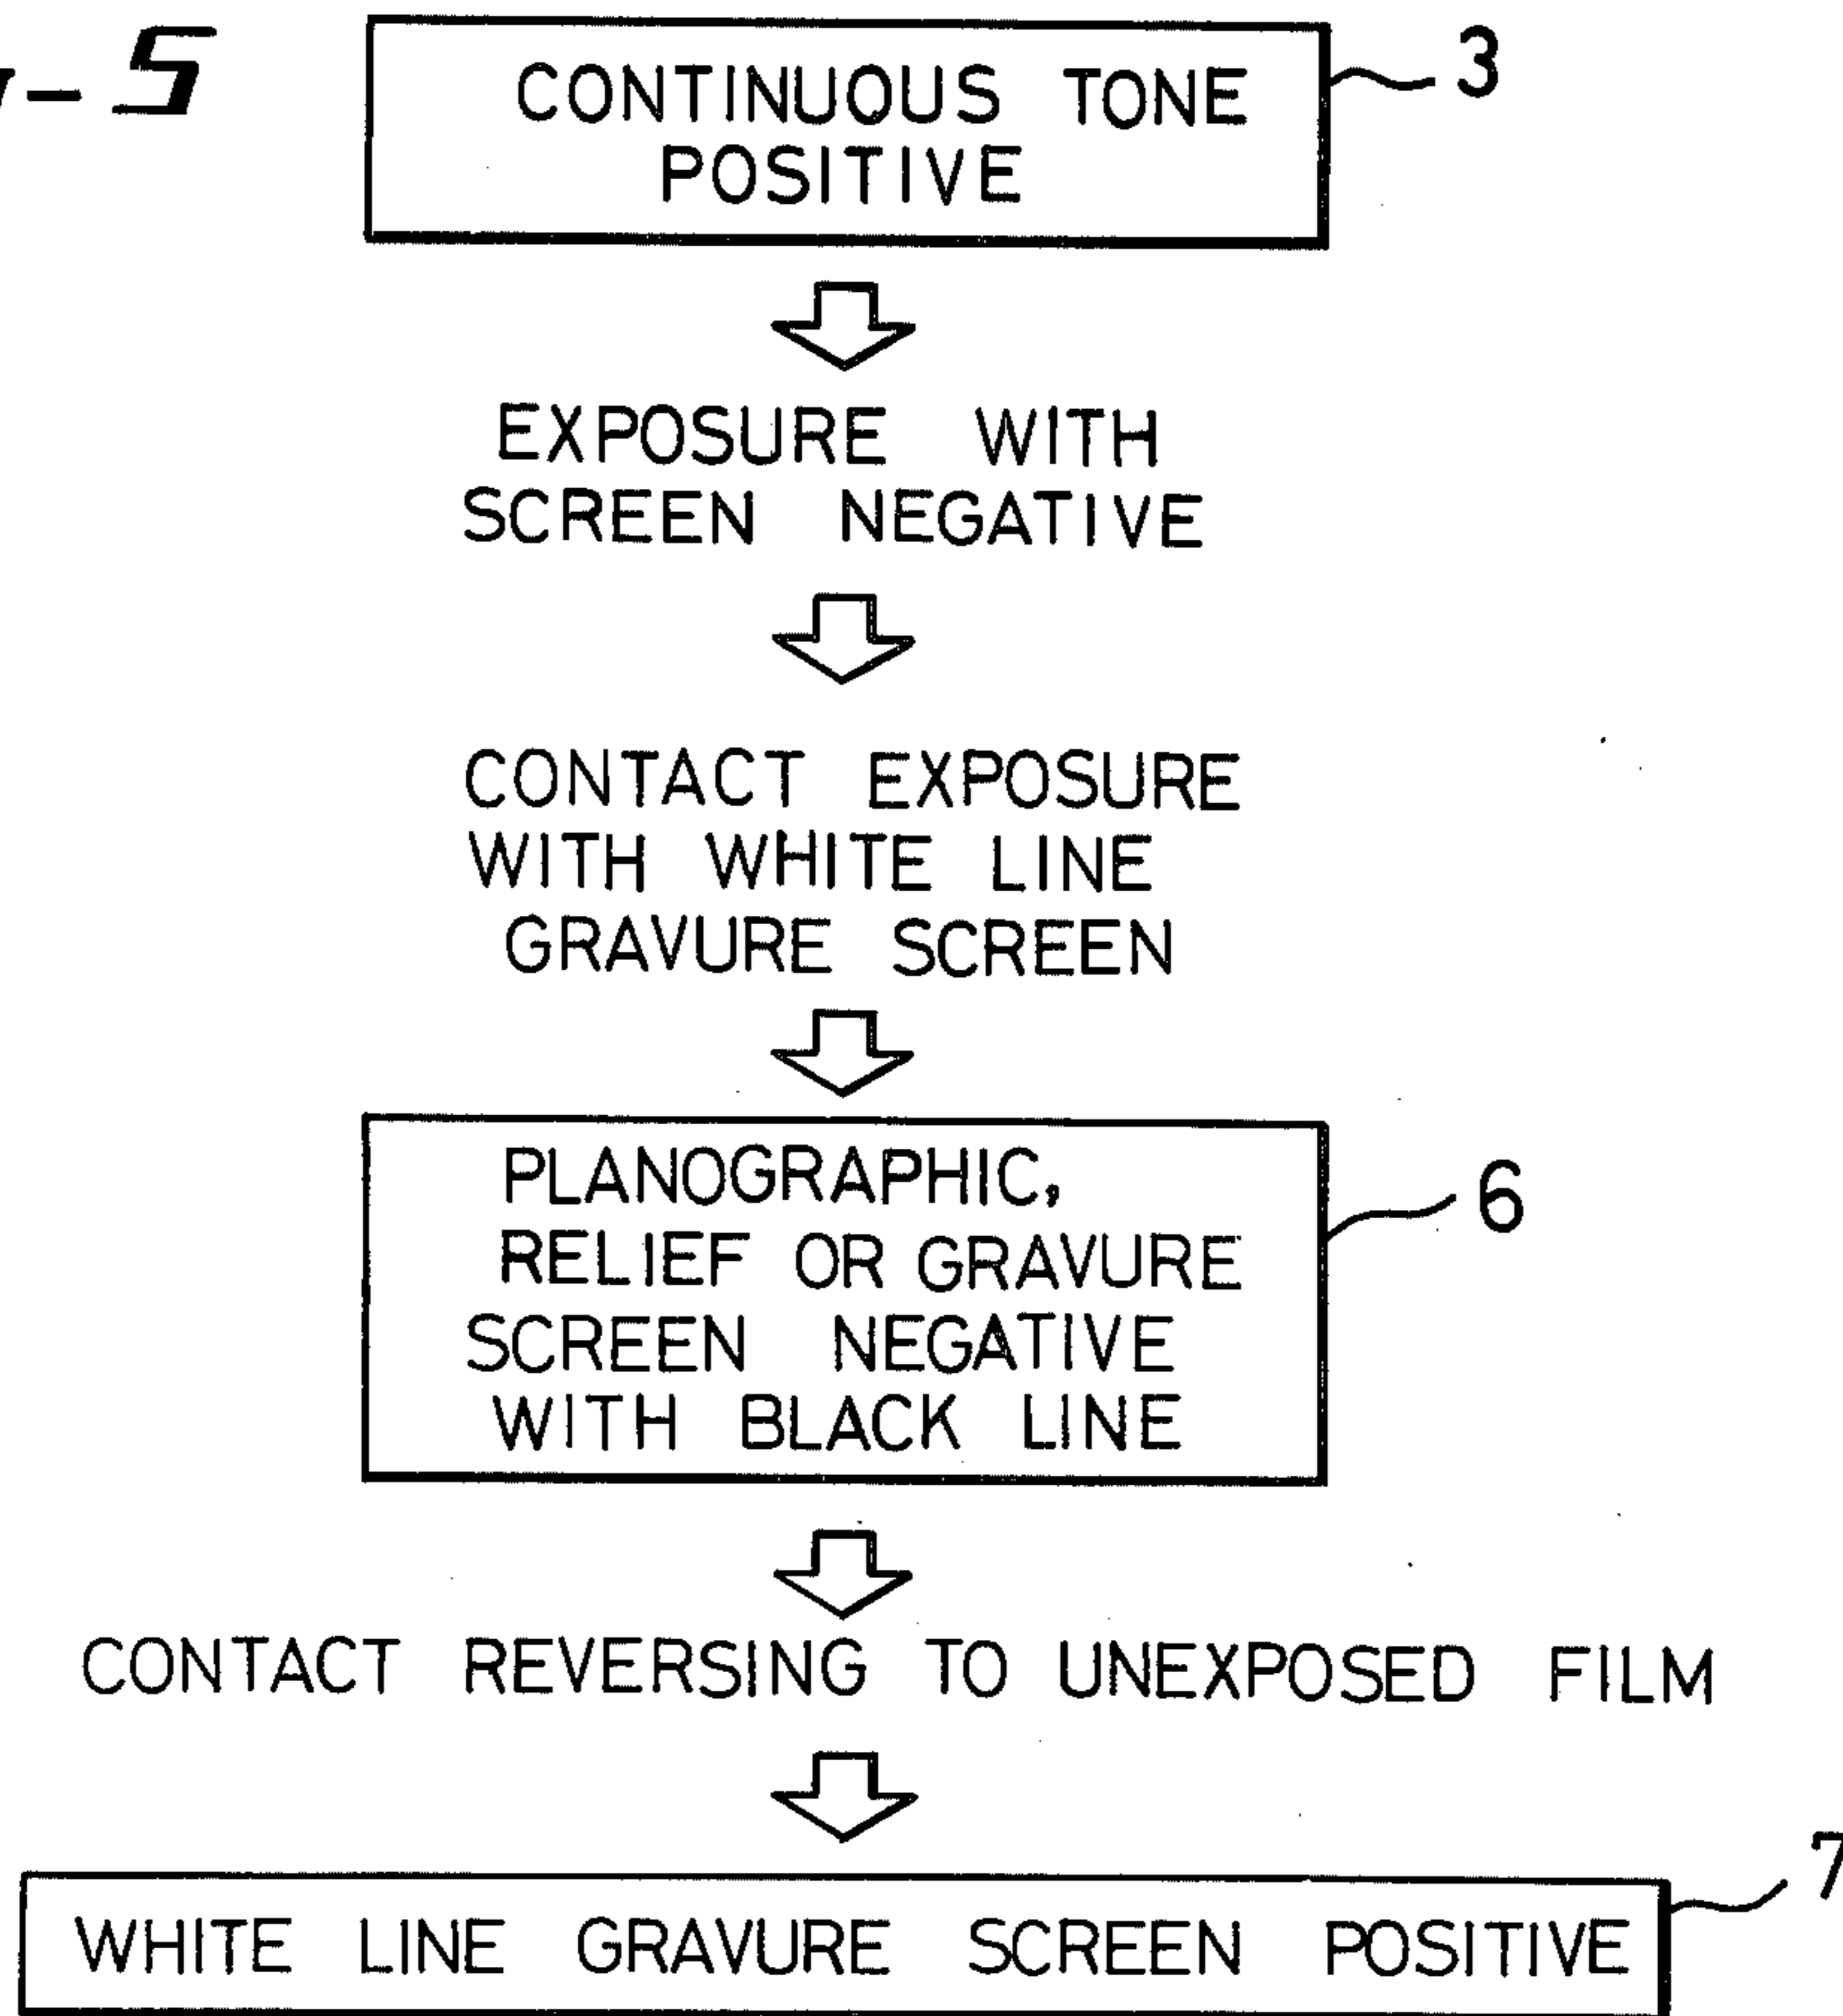 - 5
CONTINUOUS TONE
POSITIVE
3
EXPOSURE WITH
SCREEN NEGATIVE
CONTACT EXPOSURE
WITH WHITE LINE
GRAVURE SCREEN
PLANOGRAPHIC,
RELIEF OR GRAVURE
SCREEN NEGATIVE
WITH BLACK LINE
6
CONTACT REVERSING TO UNEXPOSED FILM
7
WHITE LINE GRAVURE SCREEN POSITIVE